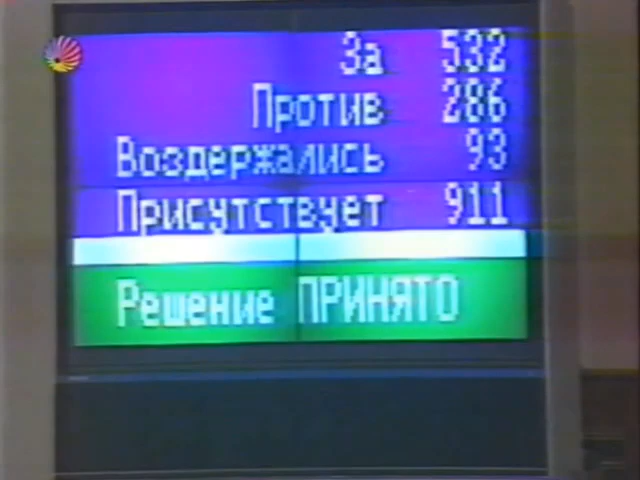 За 532
Против 286
Воздержались 93
Присутствует 911
Решение ПРИНЯТО